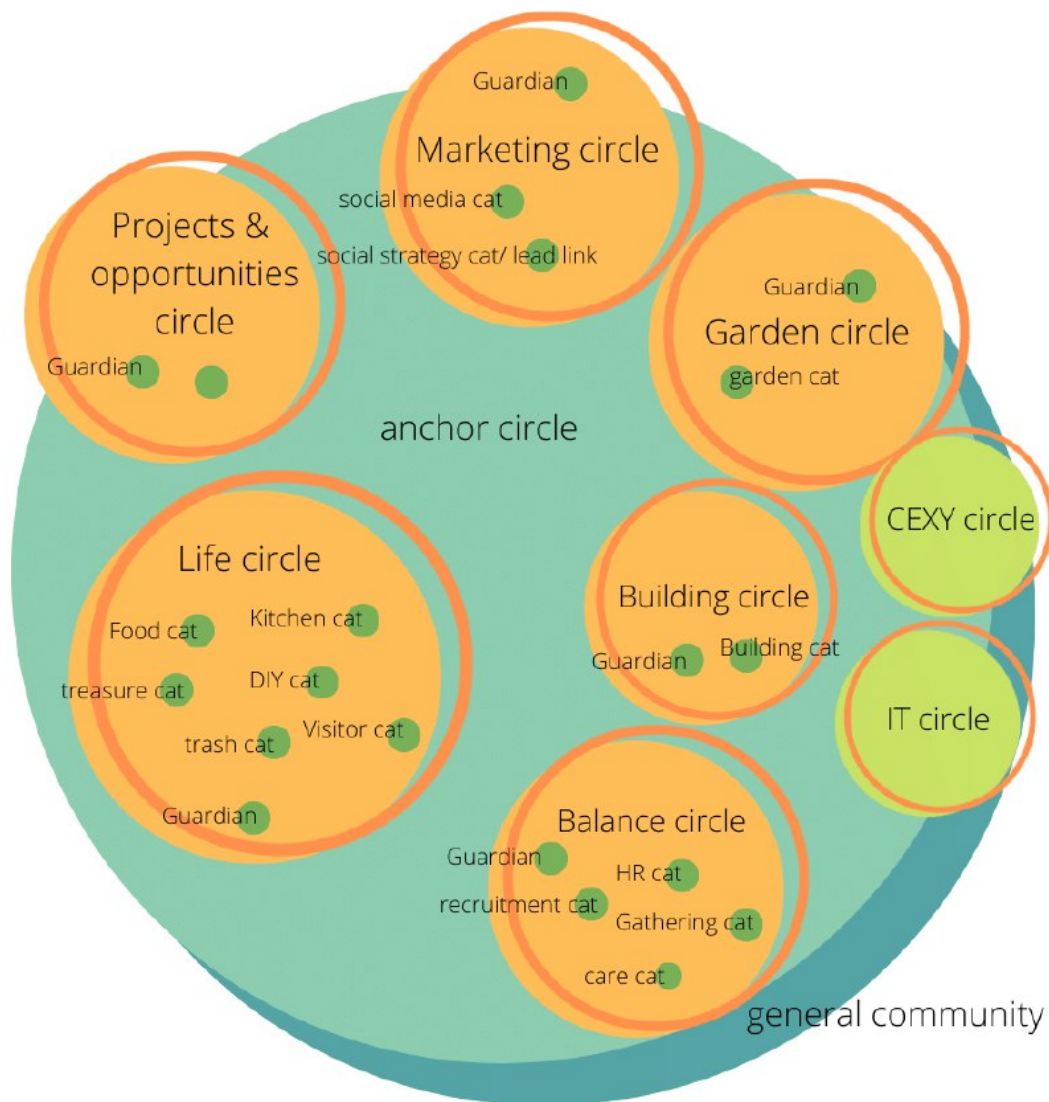 Guardian
Marketing circle
social media cat
social strategy cat/ lead link
Projects &
opportunities
circle
Guardian
Guardian
Garden circle
garden cat
anchor circle
CEXY circle
Life circle
Food cat
Kitchen cat
treasure cat
DIY cat
trash cat
Visitor cat
Guardian
Building circle
Guardian
Building cat
IT circle
Balance circle
Guardian
HR cat
recruitment cat
Gathering cat
care cat
general community